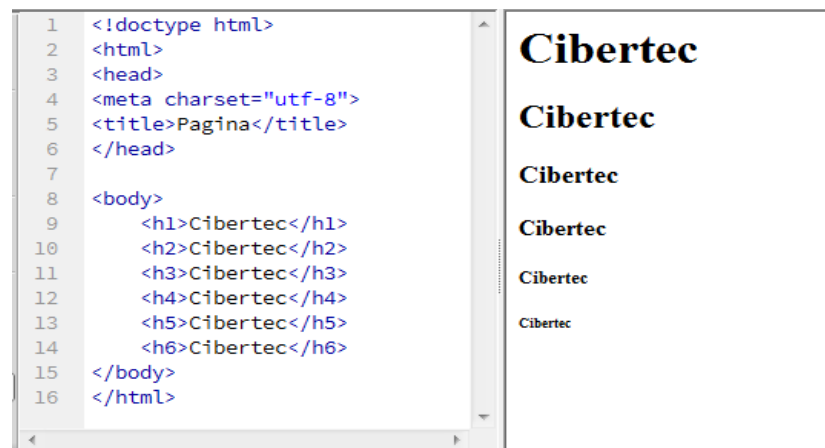 1 <!doctype html>
2 <html>
3 <head>
4 <meta charset="utf-8">
5 <title>Pagina</title>
6 </head>
7
8 <body>
9 <h1>Cibertec</h1>
10 <h2>Cibertec</h2>
11 <h3>Cibertec</h3>
12 <h4>Cibertec</h4>
13 <h5>Cibertec</h5>
14 <h6>Cibertec</h6>
15 </body>
16 </html>
Cibertec
Cibertec
Cibertec
Cibertec
Cibertec
Cibertec